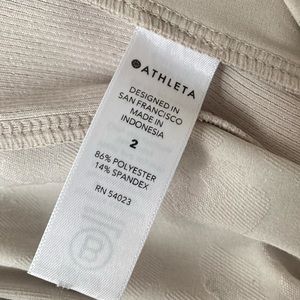 ATHLETA
DESIGNED IN
SAN FRANCISCO
MADE IN
INDONESIA
2
86% POLYESTER
14% SPANDEX
RN 54023
B